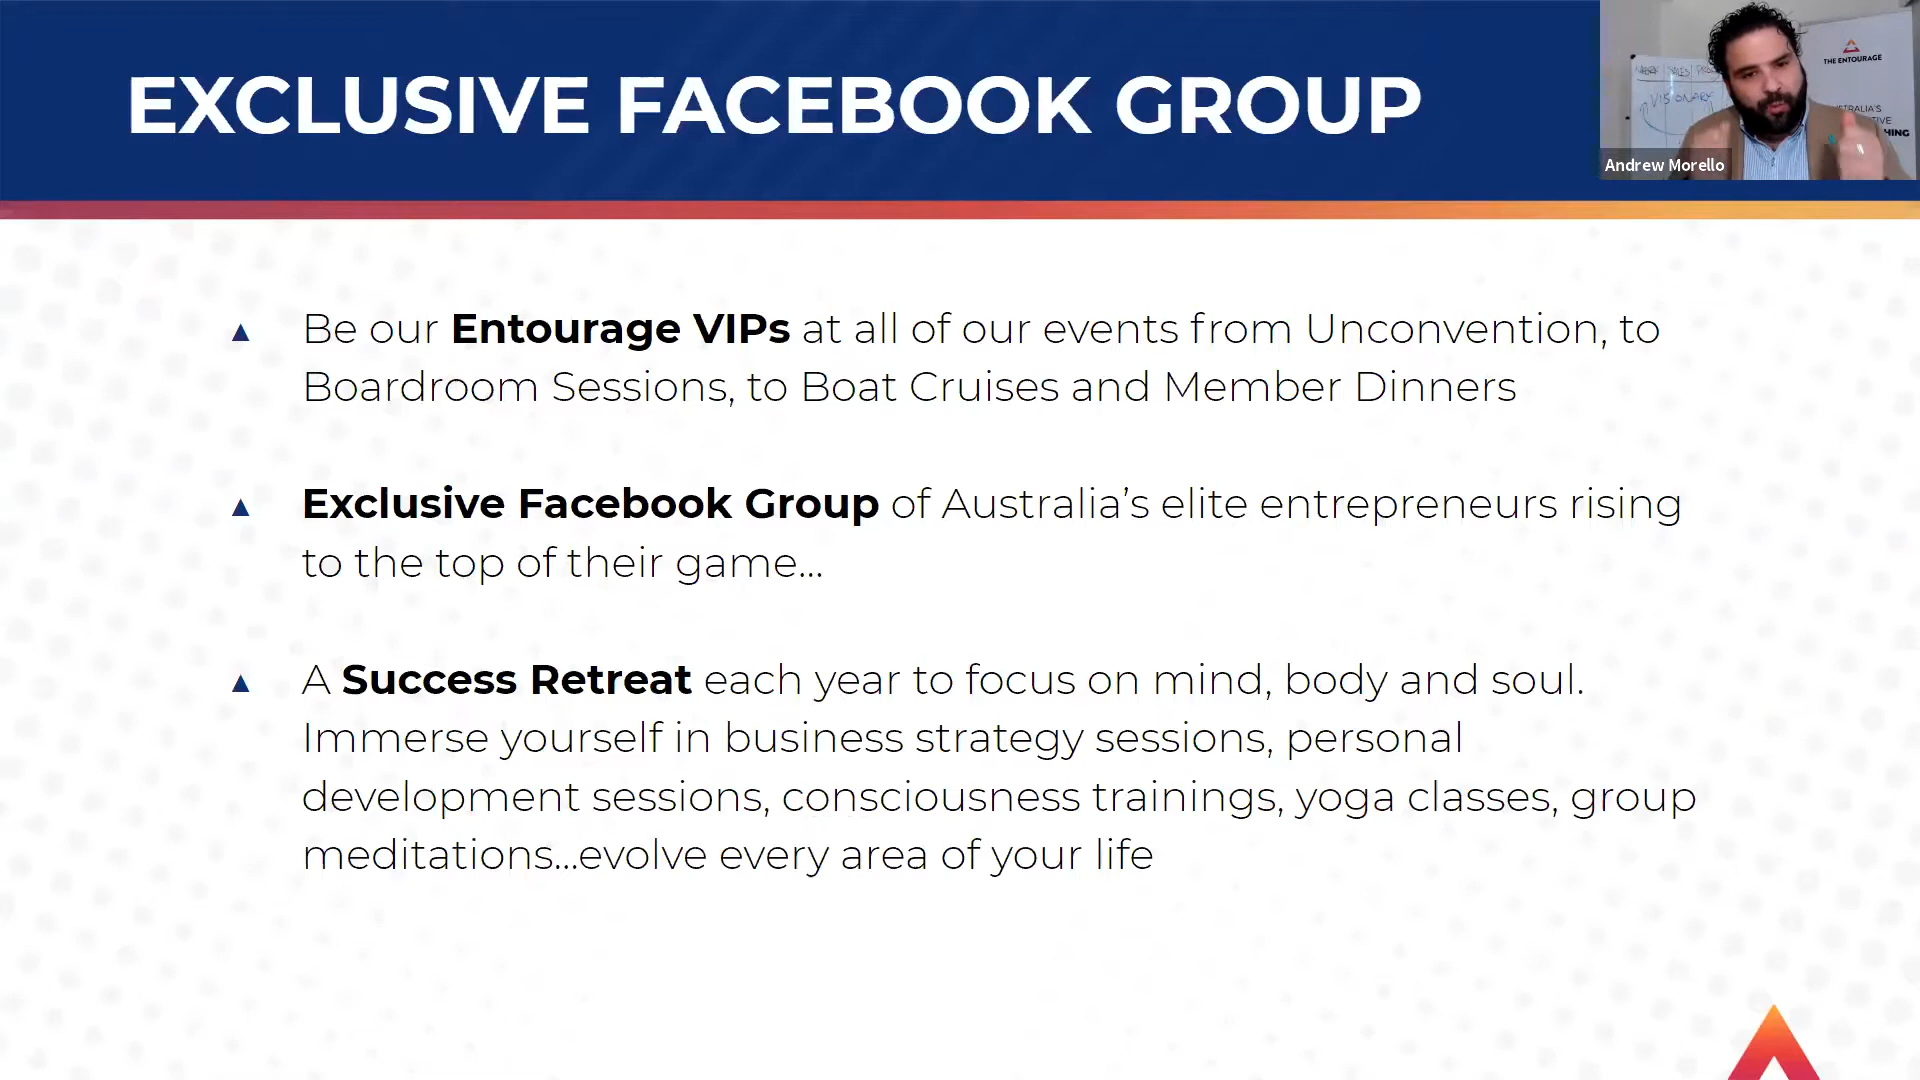 EXCLUSIVE FACEBOOK GROUP
THE ENTOURAGE
SALES
VISIONARY
Andrew Morello
▲ Be our Entourage VIPs at all of our events from Unconvention, to
Boardroom Sessions, to Boat Cruises and Member Dinners
▲ Exclusive Facebook Group of Australia’s elite entrepreneurs rising
to the top of their game...
▲ A Success Retreat each year to focus on mind, body and soul.
Immerse yourself in business strategy sessions, personal
development sessions, consciousness trainings, yoga classes, group
meditations...evolve every area of your life